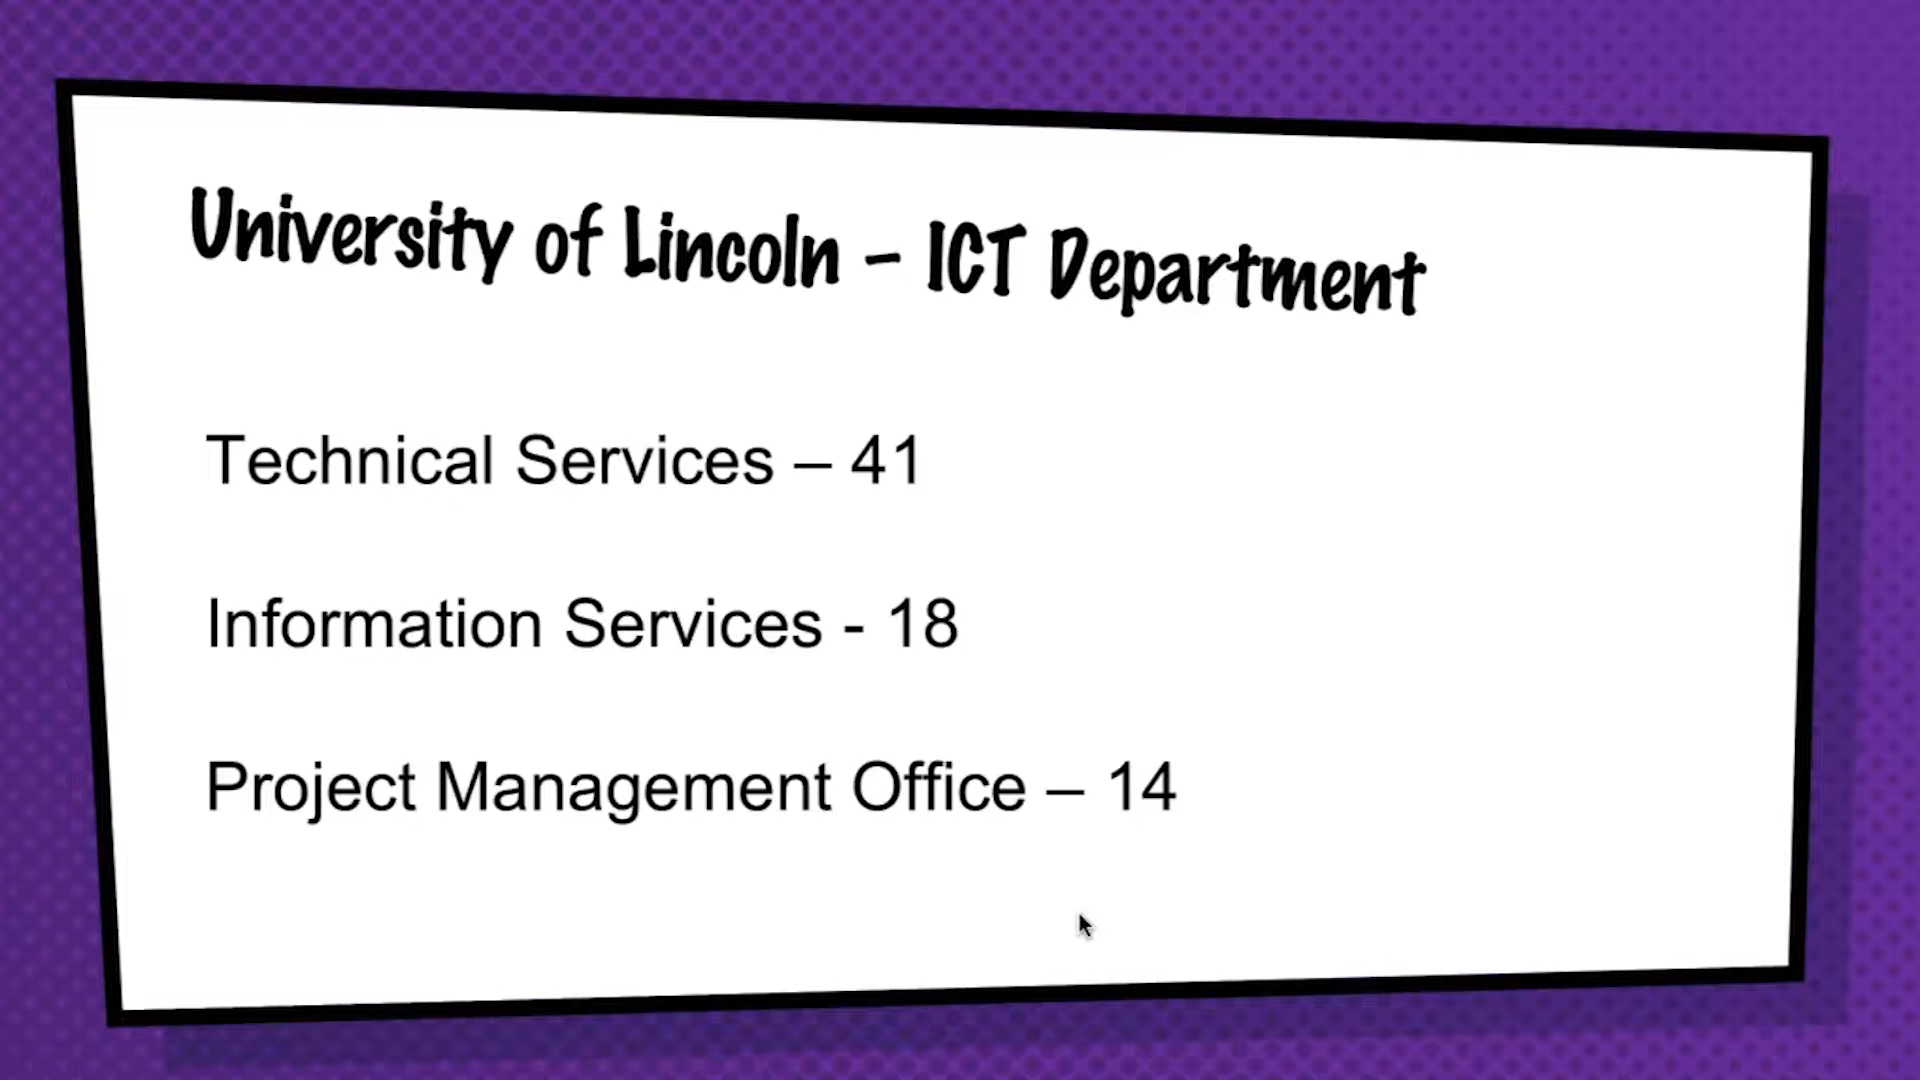 University of Lincoln – ICT Department
Technical Services – 41
Information Services - 18
Project Management Office – 14